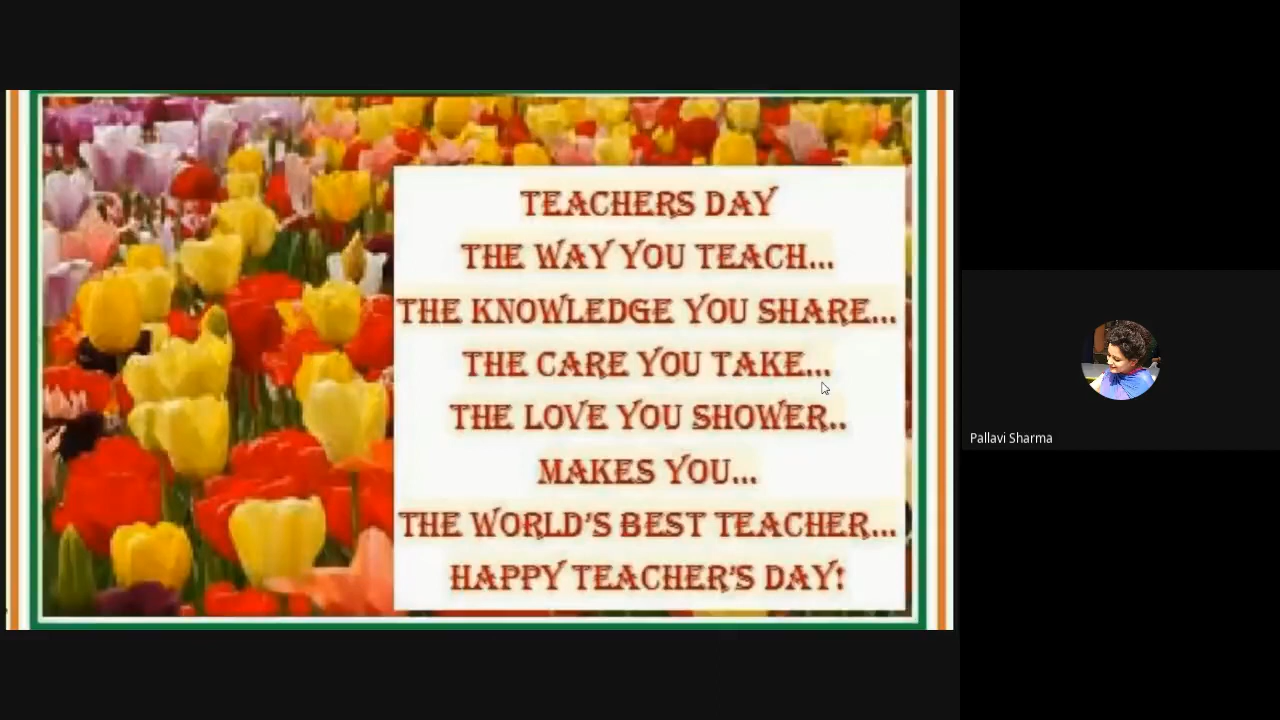 TEACHERS DAY
THE WAY YOU TEACH...
THE KNOWLEDGE YOU SHARE...
THE CARE YOU TAKE...
THE LOVE YOU SHOWER..
MAKES YOU...
THE WORLD'S BEST TEACHER...
HAPPY TEACHER'S DAY!
Pallavi Sharma